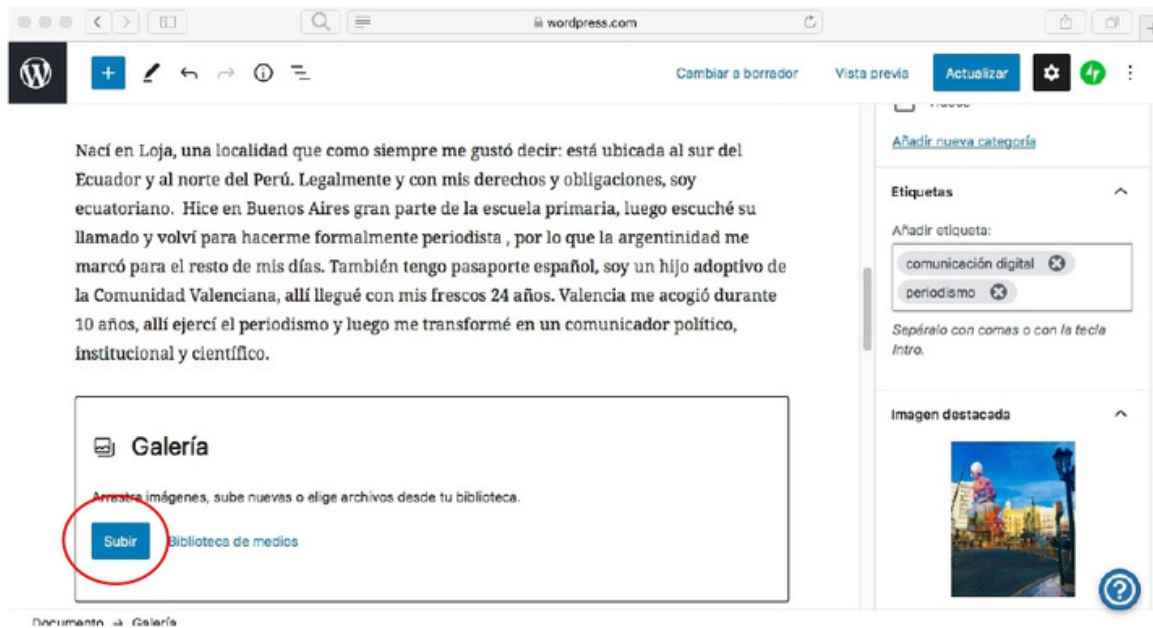 wordpress.com
Cambiar a borrador
Vista previa
Actualizar
Nací en Loja, una localidad que como siempre me gustó decir: está ubicada al sur del
Ecuador y al norte del Perú. Legalmente y con mis derechos y obligaciones, soy
ecuatoriano.  Hice en Buenos Aires gran parte de la escuela primaria, luego escuché su
llamado y volví para hacerme formalmente periodista , por lo que la argentinidad me
marcó para el resto de mis días. También tengo pasaporte español, soy un hijo adoptivo de
la Comunidad Valenciana, allí llegué con mis frescos 24 años. Valencia me acogió durante
10 años, allí ejercí el periodismo y luego me transformé en un comunicador político,
institucional y científico.
Galería
Arrastra imágenes, sube nuevas o elige archivos desde tu biblioteca.
Subir
Biblioteca de medios
Documento → Galería
Añadir nueva categoría
Etiquetas
Añadir etiqueta:
comunicación digital
periodismo
Sepáralo con comas o con la tecla
Intro.
Imagen destacada